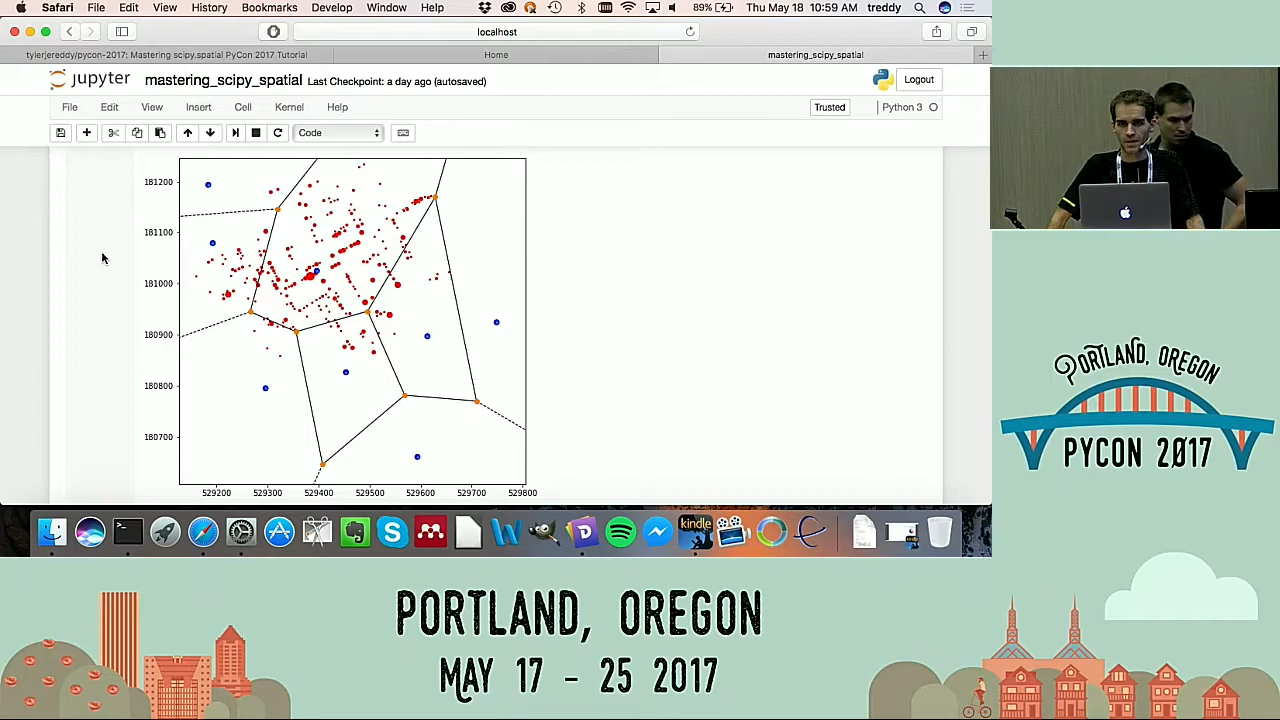 Safari File Edit View History Bookmarks Develop Window Help 89% Thu May 18 10:59 AM treddy
localhost
tylerjereddy/pycon-2017: Mastering scipy.spatial PyCon 2017 Tutorial Home mastering_scipy_spatial
jupyter mastering_scipy_spatial Last Checkpoint: a day ago (autosaved) Logout
File Edit View Insert Cell Kernel Help Trusted Python 3
Code
181200
181100
181000
180900
180800
180700
529200 529300 529400 529500 529600 529700 529800
kindle
PORTLAND, OREGON
PYCON 2017
PORTLAND, OREGON
MAY 17 - 25 2017